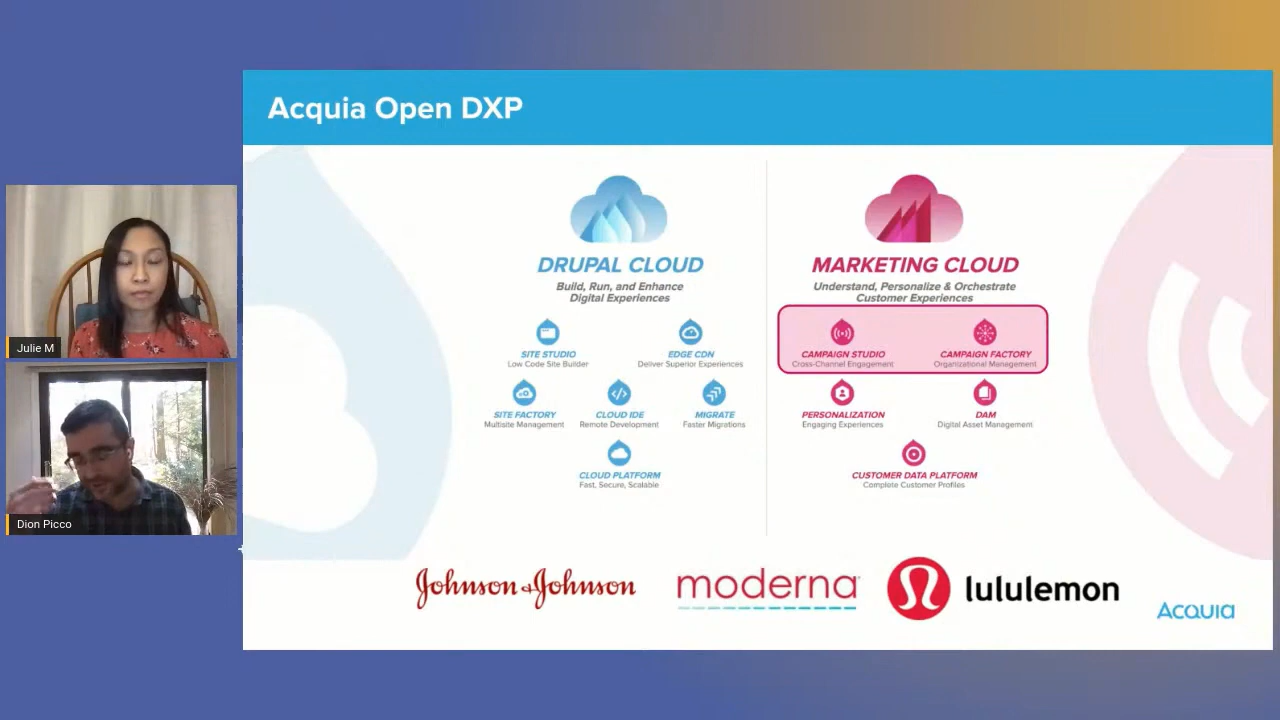 Acquia Open DXP
Julie M
Dion Picco
DRUPAL CLOUD
Build, Run, and Enhance
Digital Experiences
SITE STUDIO
Low Code Site Builder
EDGE CDN
Deliver Superior Experiences
SITE FACTORY
Multisite Management
CLOUD IDE
Remote Development
MIGRATE
Faster Migrations
CLOUD PLATFORM
Fast, Secure, Scalable
MARKETING CLOUD
Understand, Personalize & Orchestrate
Customer Experiences
CAMPAIGN STUDIO
Cross-Channel Engagement
CAMPAIGN FACTORY
Organizational Management
PERSONALIZATION
Engaging Experiences
DAM
Digital Asset Management
CUSTOMER DATA PLATFORM
Complete Customer Profiles
Johnson & Johnson
moderna
lululemon
Acquia